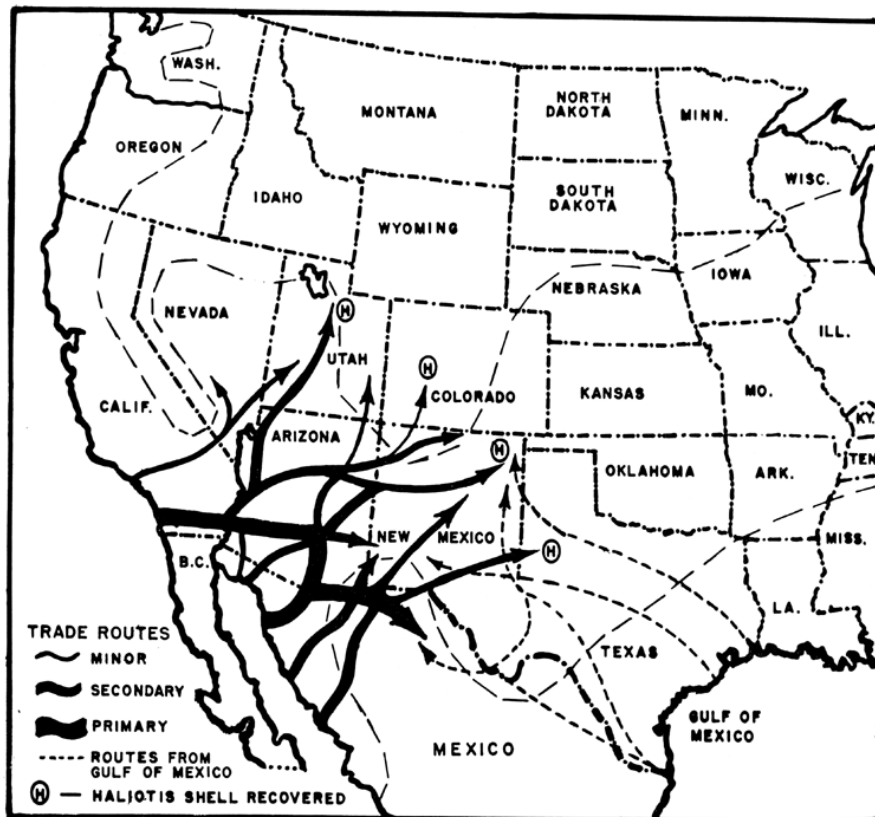 WASH.
MONTANA
NORTH
DAKOTA
MINN.
OREGON
IDAHO
SOUTH
DAKOTA
WISC.
WYOMING
NEVADA
H
NEBRASKA
IOWA
UTAH
H
COLORADO
ILL.
CALIF.
KANSAS
MO.
KY.
ARIZONA
H
OKLAHOMA
ARK.
TEN
NEW
MEXICO
MISS.
B.C.
H
LA.
TEXAS
TRADE ROUTES
MINOR
SECONDARY
PRIMARY
ROUTES FROM
GULF OF MEXICO
H — HALIOTIS SHELL RECOVERED
MEXICO
GULF OF
MEXICO